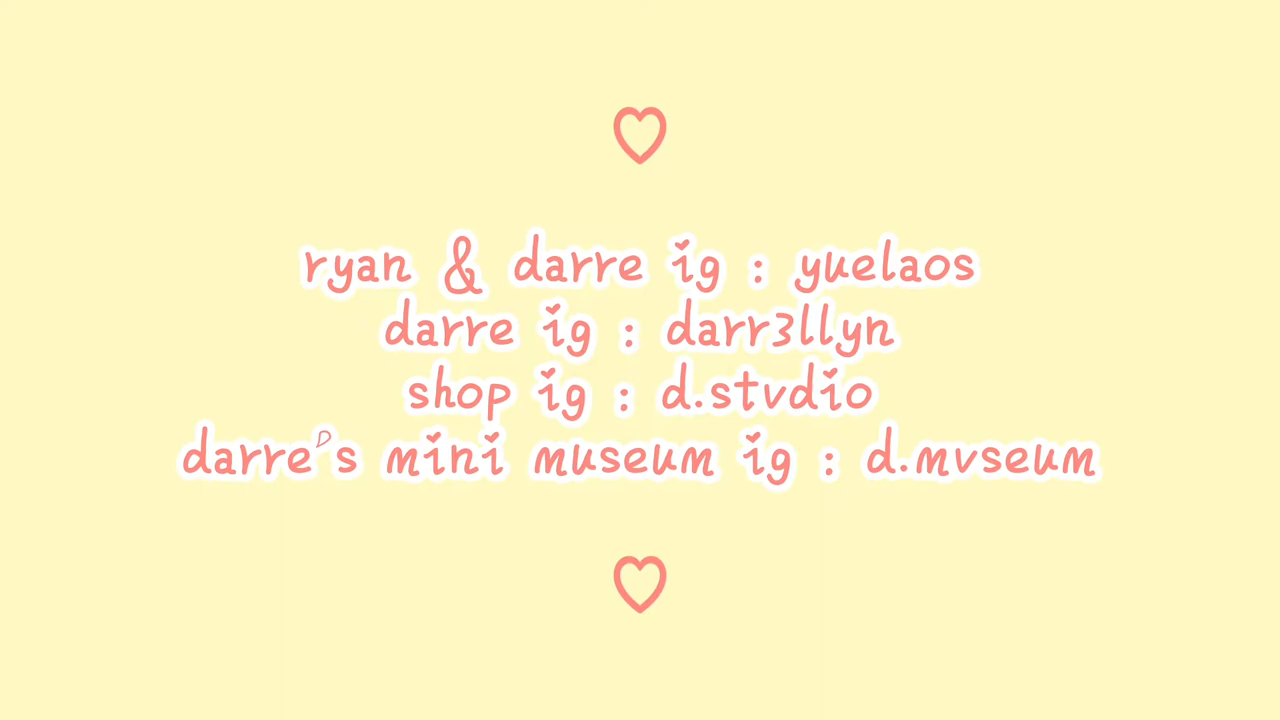 ryan & darre ig : yuelaos
darre ig : darr3llyn
shop ig : d.stvdio
darre's mini museum ig : d.mvseum